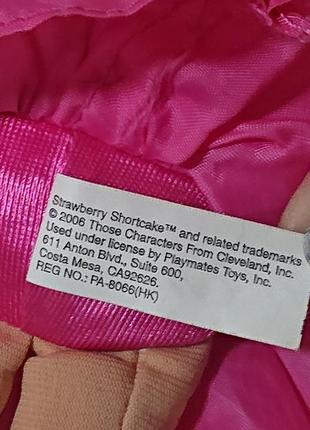 Strawberry Shortcake™ and related trademarks
© 2006 Those Characters From Cleveland, Inc.
Used under license by Playmates Toys, Inc.
611 Anton Blvd., Suite 600,
Costa Mesa, CA92626.
REG NO.: PA-8066(HK)